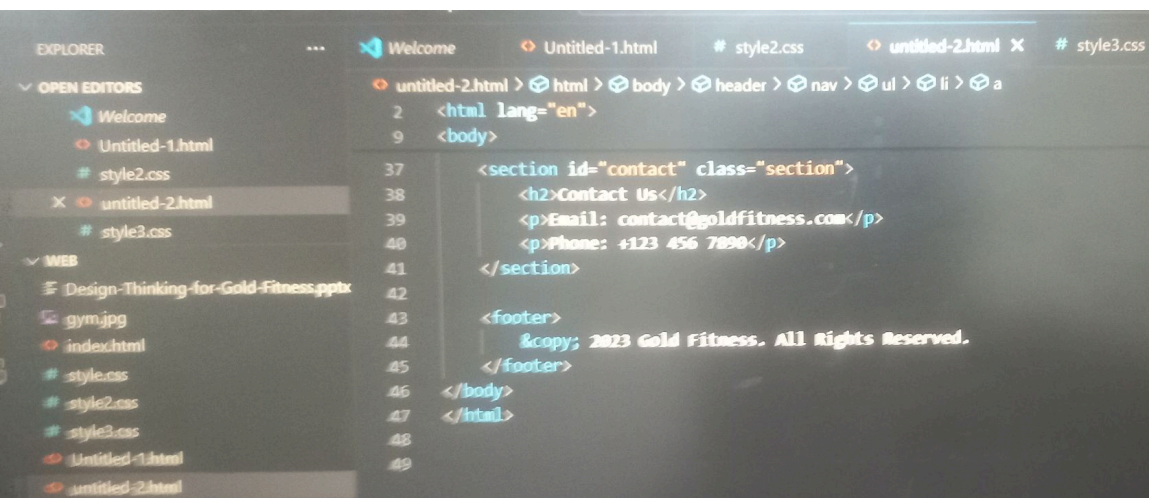 EXPLORER ...
Welcome
Untitled-1.html
# style2.css
untitled-2.html ×
# style3.css
OPEN EDITORS
untitled-2.html > html > body > header > nav > ul > li > a
Welcome
2 <html lang="en">
Untitled-1.html
9 <body>
# style2.css
37 <section id="contact" class="section">
× untitled-2.html
38 <h2>Contact Us</h2>
# style3.css
39 <p>Email: contact@goldfitness.com</p>
40 <p>Phone: +123 456 7890</p>
WEB
41 </section>
Design-Thinking-for-Gold-Fitness.pptx
42
gym.jpg
43 <footer>
index.html
44 &copy; 2023 Gold Fitness. All Rights Reserved.
# style.css
45 </footer>
# style2.css
46 </body>
# style3.css
47 </html>
48
Untitled-1.html
49
untitled-2.html